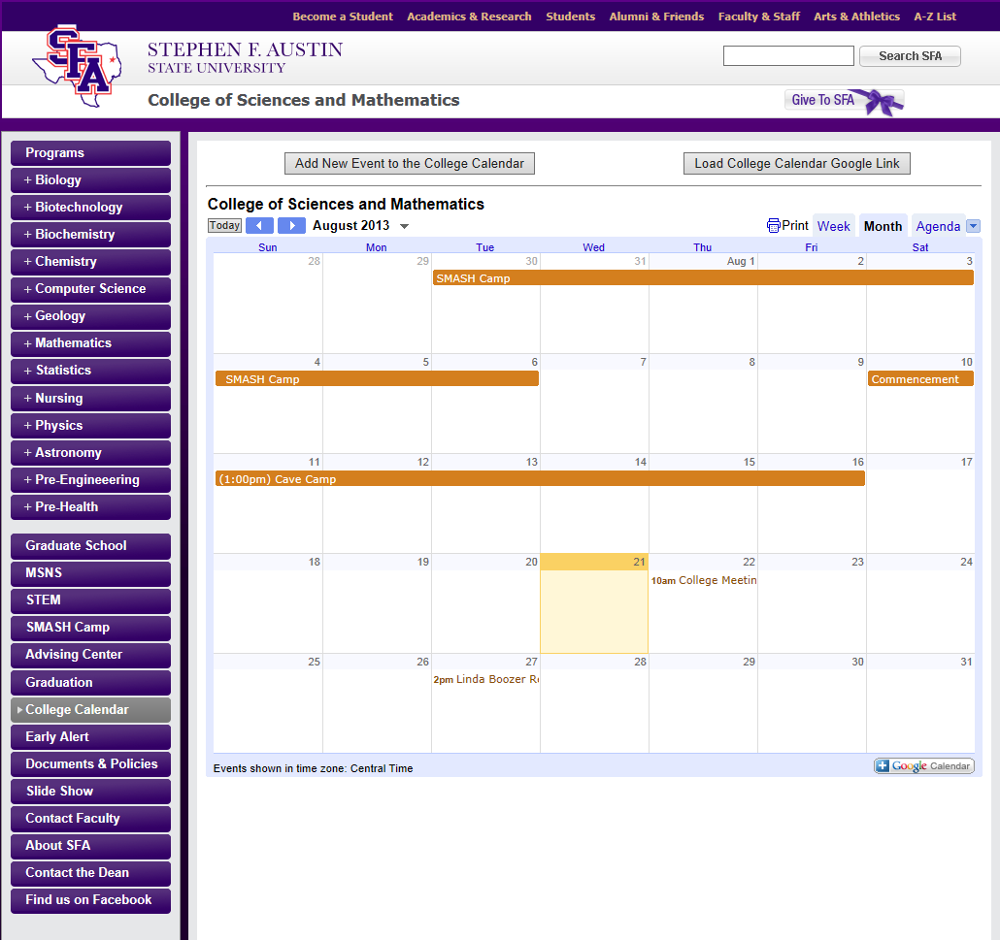 Become a Student Academics & Research Students Alumni & Friends Faculty & Staff Arts & Athletics A-Z List
SFA
STEPHEN F. AUSTIN
STATE UNIVERSITY
Search SFA
College of Sciences and Mathematics
Give To SFA
Programs
+ Biology
+ Biotechnology
+ Biochemistry
+ Chemistry
+ Computer Science
+ Geology
+ Mathematics
+ Statistics
+ Nursing
+ Physics
+ Astronomy
+ Pre-Engineeering
+ Pre-Health
Graduate School
MSNS
STEM
SMASH Camp
Advising Center
Graduation
College Calendar
Early Alert
Documents & Policies
Slide Show
Contact Faculty
About SFA
Contact the Dean
Find us on Facebook
Add New Event to the College Calendar Load College Calendar Google Link
College of Sciences and Mathematics
Today August 2013 Print Week Month Agenda
Sun Mon Tue Wed Thu Fri Sat
28 29 30 31 Aug 1 2 3
SMASH Camp
4 5 6 7 8 9 10
SMASH Camp Commencement
11 12 13 14 15 16 17
(1:00pm) Cave Camp
18 19 20 21 22 23 24
10am College Meetin
25 26 27 28 29 30 31
2pm Linda Boozer R
Events shown in time zone: Central Time
Google Calendar